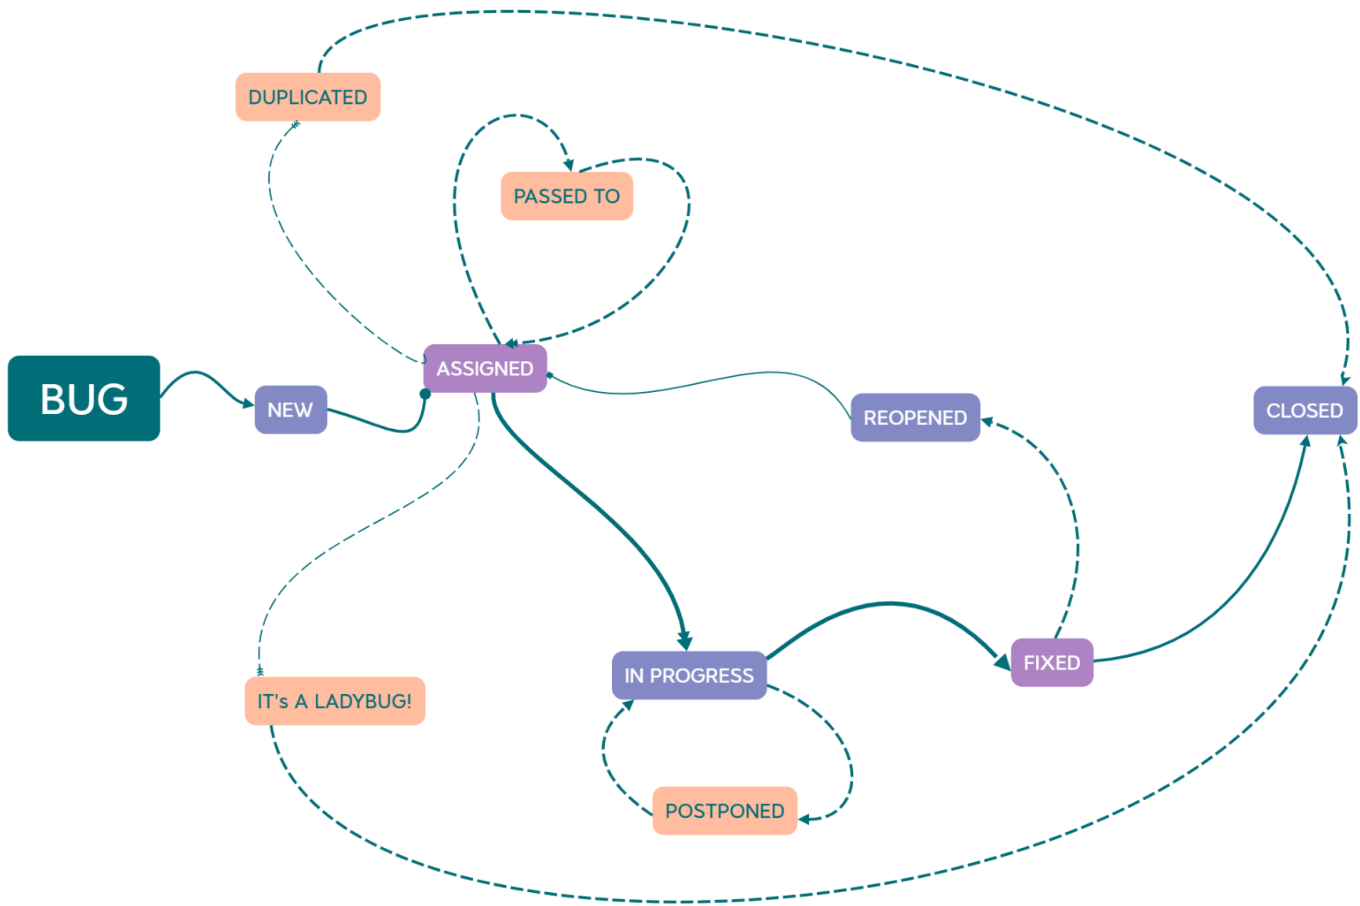 DUPLICATED
PASSED TO
ASSIGNED
BUG
NEW
REOPENED
CLOSED
IN PROGRESS
FIXED
IT's A LADYBUG!
POSTPONED